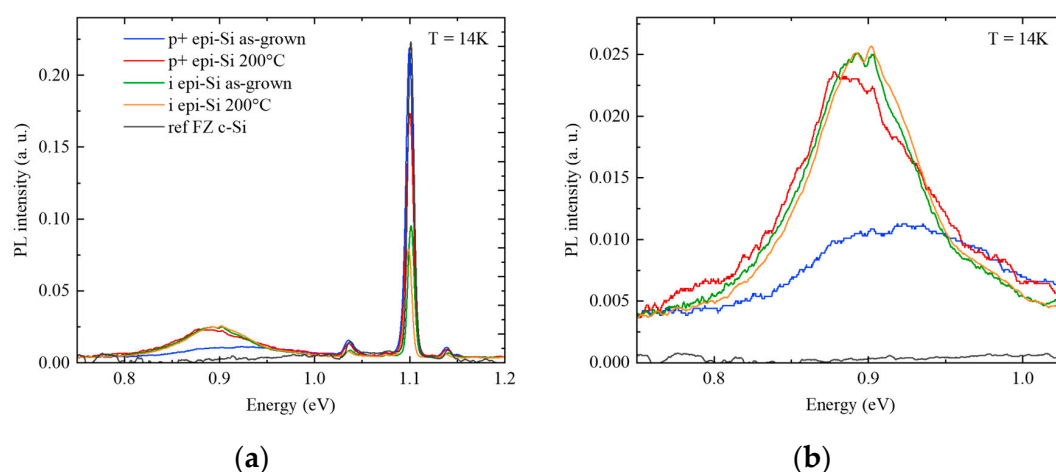 T = 14K
p+ epi-Si as-grown
p+ epi-Si 200°C
i epi-Si as-grown
i epi-Si 200°C
ref FZ c-Si
PL intensity (a. u.)
0.20
0.15
0.10
0.05
0.00
0.8 0.9 1.0 1.1 1.2
Energy (eV)
(a)
T = 14K
PL intensity (a. u.)
0.025
0.020
0.015
0.010
0.005
0.000
0.8 0.9 1.0
Energy (eV)
(b)